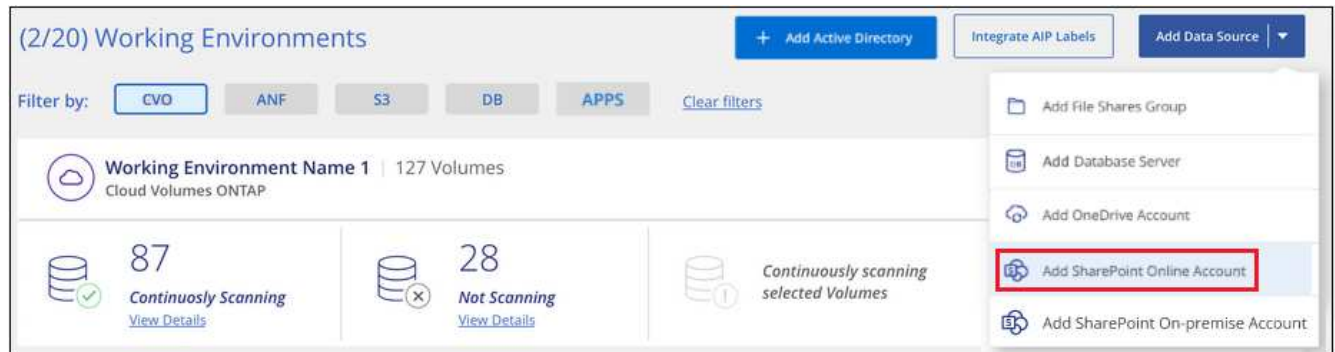 (2/20) Working Environments
+ Add Active Directory
Integrate AIP Labels
Add Data Source
Filter by:
CVO
ANF
S3
DB
APPS
Clear filters
Working Environment Name 1 | 127 Volumes
Cloud Volumes ONTAP
87
Continuosly Scanning
View Details
28
Not Scanning
View Details
Continuously scanning
selected Volumes
Add File Shares Group
Add Database Server
Add OneDrive Account
Add SharePoint Online Account
Add SharePoint On-premise Account